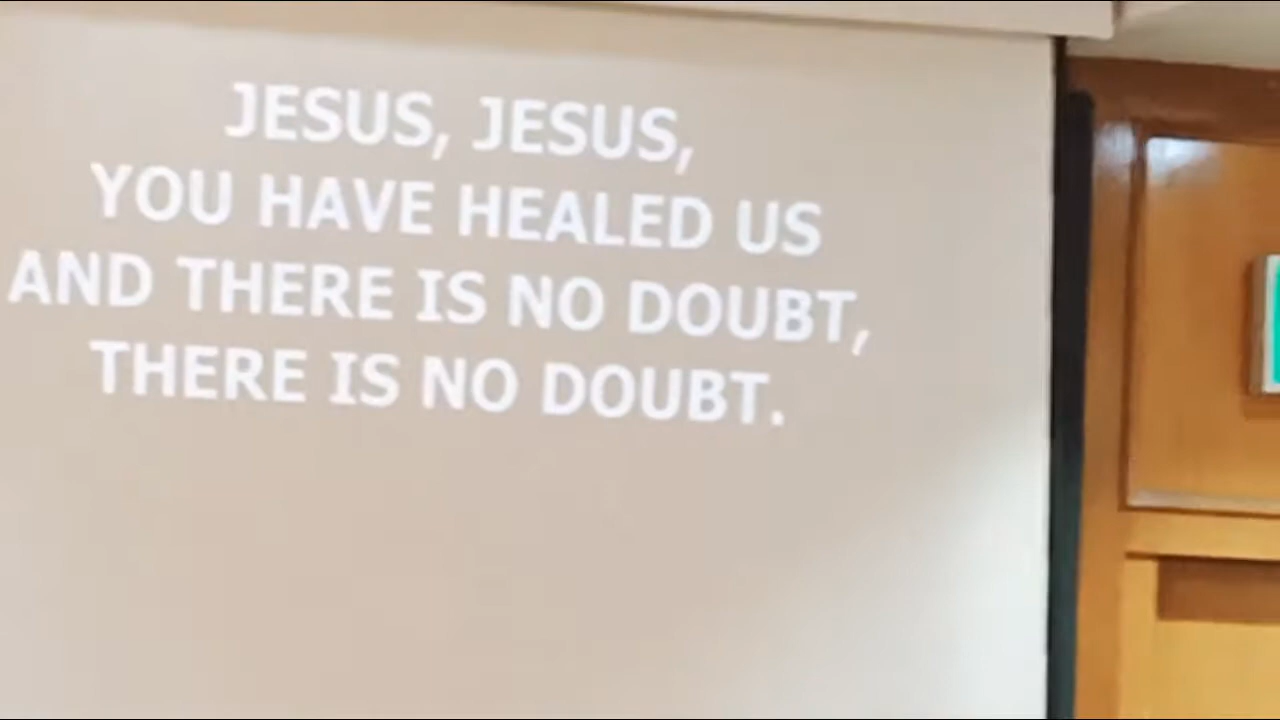 JESUS, JESUS,
YOU HAVE HEALED US
AND THERE IS NO DOUBT,
THERE IS NO DOUBT.